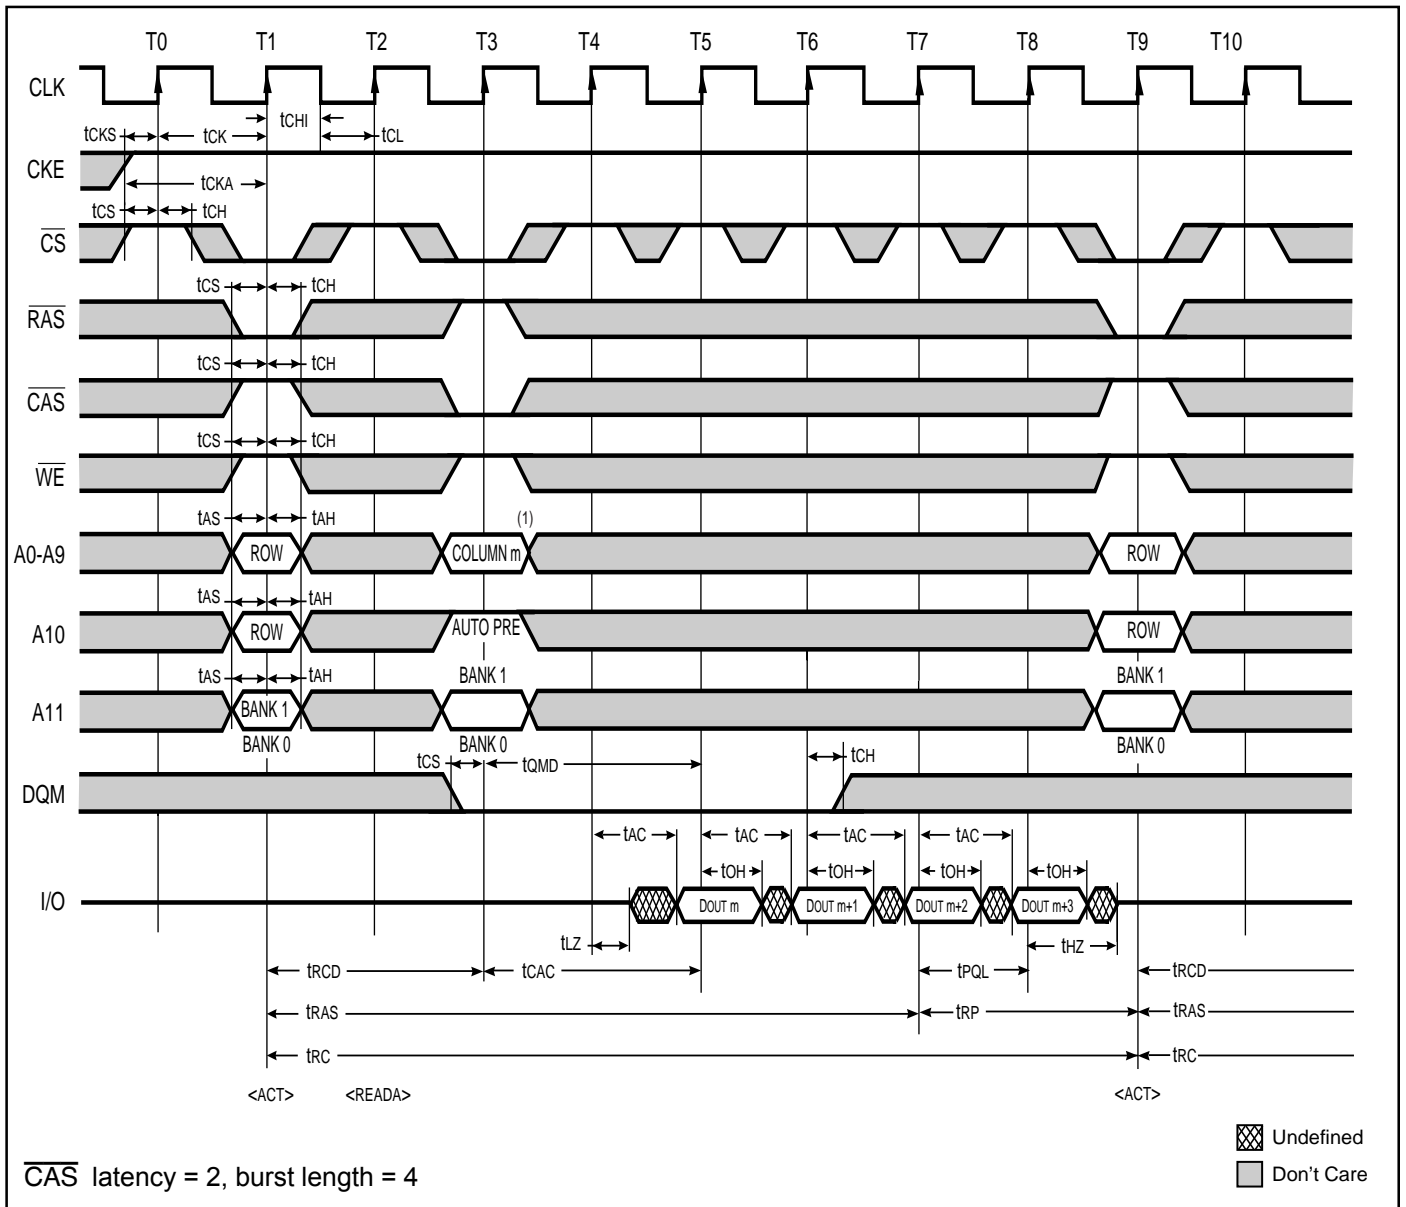 T0 T1 T2 T3 T4 T5 T6 T7 T8 T9 T10
CLK
tCHI
tCKS tCK tCL
CKE
tCKA
tCS tCH
CS
tCS tCH
RAS
tCS tCH
CAS
tCS tCH
WE
tAS tAH (1)
A0-A9 ROW COLUMN m ROW
tAS tAH
A10 ROW AUTO PRE ROW
tAS tAH BANK 1 BANK 1
A11 BANK 1
BANK 0 BANK 0 BANK 0
tCS tQMD tCH
DQM
tAC tAC tAC tAC
tOH tOH tOH tOH
I/O DOUT m DOUT m+1 DOUT m+2 DOUT m+3
tLZ tHZ
tRCD tCAC tPQL tRCD
tRAS tRP tRAS
tRC tRC
<ACT> <READA> <ACT>
Undefined
Don't Care
CAS latency = 2, burst length = 4